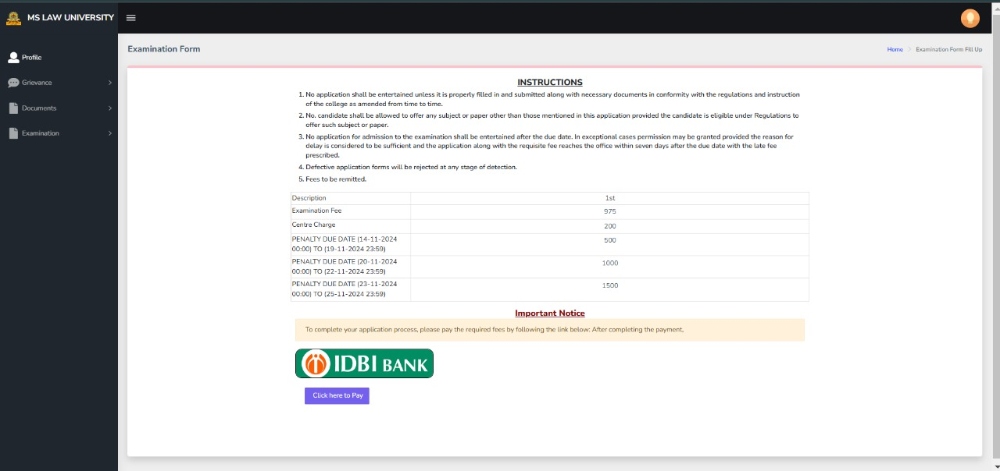 MS LAW UNIVERSITY
Profile
Grievance
Documents
Examination
Examination Form
Home > Examination Form Fill Up
INSTRUCTIONS
1. No application shall be entertained unless it is properly filled in and submitted along with necessary documents in conformity with the regulations and instruction
of the college as amended from time to time.
2. No. candidate shall be allowed to offer any subject or paper other than those mentioned in this application provided the candidate is eligible under Regulations to
offer such subject or paper.
3. No application for admission to the examination shall be entertained after the due date. In exceptional cases permission may be granted provided the reason for
delay is considered to be sufficient and the application along with the requisite fee reaches the office within seven days after the due date with the late fee
prescribed.
4. Defective application forms will be rejected at any stage of detection.
5. Fees to be remitted.
Description 1st
Examination Fee 975
Centre Charge 200
PENALTY DUE DATE (14-11-2024 500
00:00) TO (19-11-2024 23:59)
PENALTY DUE DATE (20-11-2024 1000
00:00) TO (22-11-2024 23:59)
PENALTY DUE DATE (23-11-2024 1500
00:00) TO (25-11-2024 23:59)
Important Notice
To complete your application process, please pay the required fees by following the link below: After completing the payment,
IDBI BANK
Click here to Pay